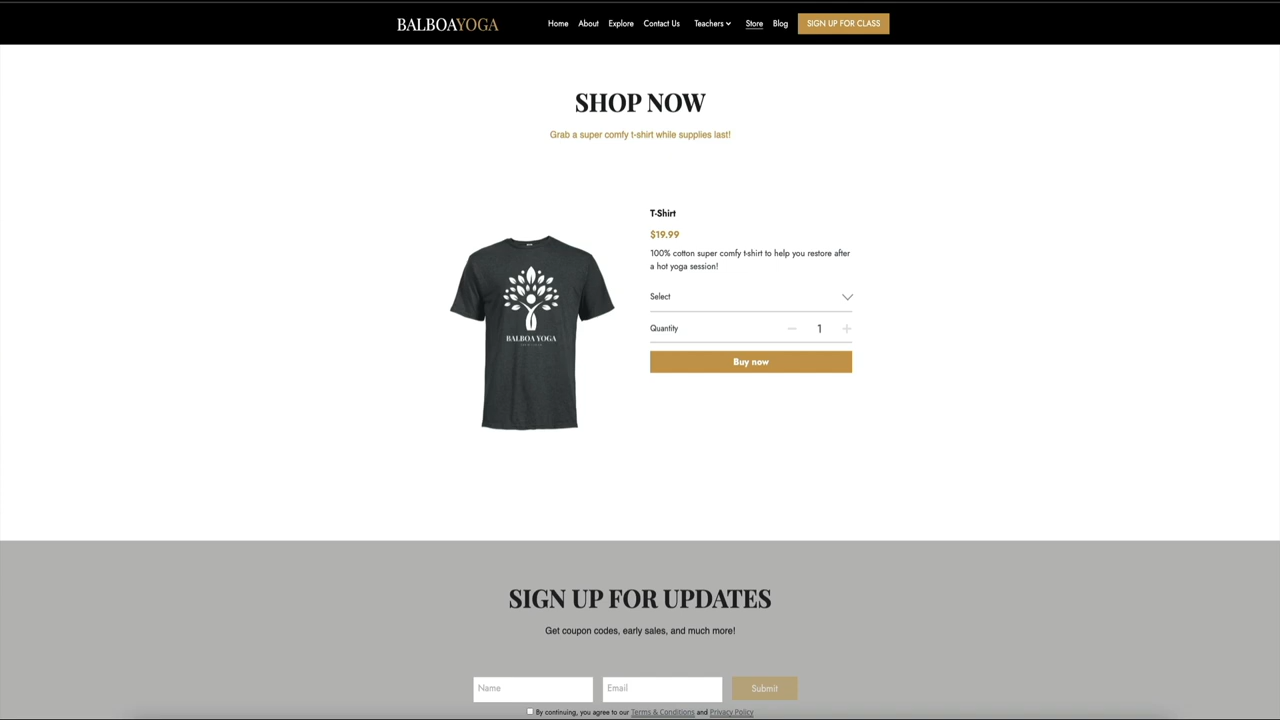 BALBOAYOGA Home About Explore Contact Us Teachers Store Blog SIGN UP FOR CLASS
SHOP NOW
Grab a super comfy t-shirt while supplies last!
T-Shirt
$19.99
100% cotton super comfy t-shirt to help you restore after
a hot yoga session!
Select
Quantity 1
Buy now
BALBOA YOGA
SIGN UP FOR UPDATES
Get coupon codes, early sales, and much more!
Name Email Submit
By continuing, you agree to our Terms & Conditions and Privacy Policy